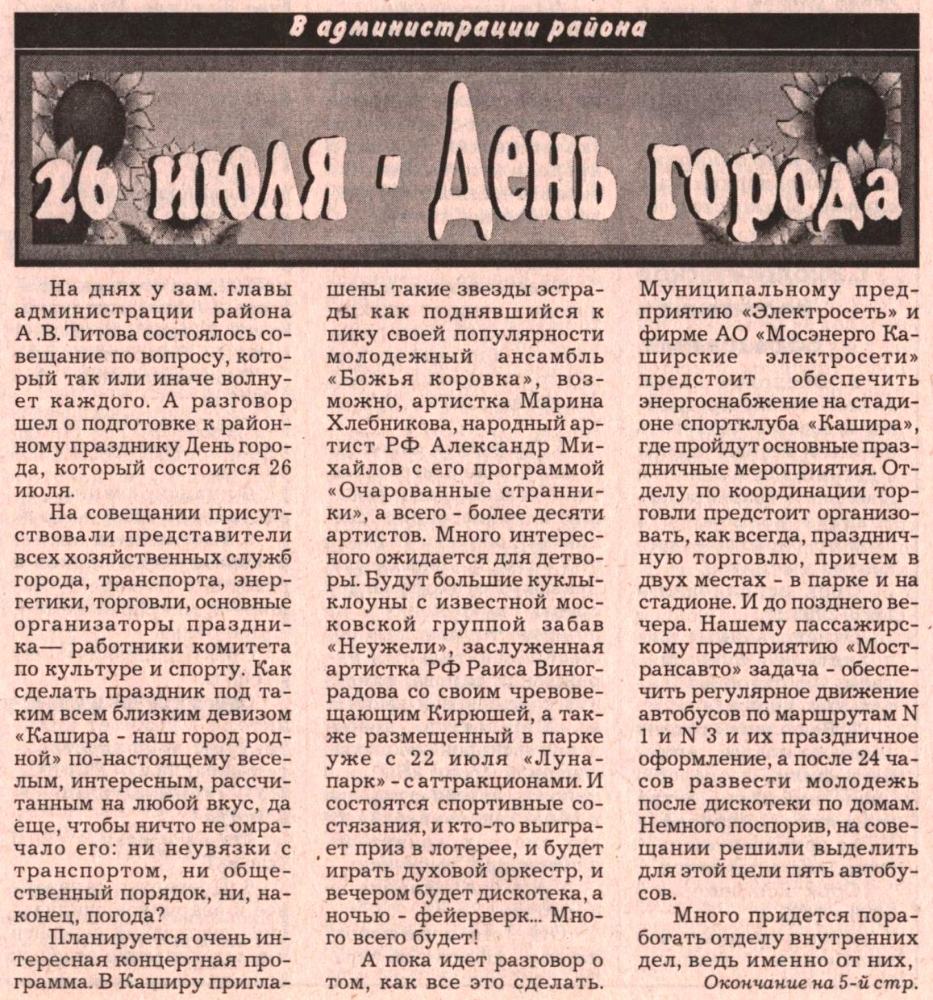 В администрации района
26 июля - День города
На днях у зам. главы
администрации района
А .В. Титова состоялось со-
вещание по вопросу, кото-
рый так или иначе волну-
ет каждого. А разговор
шел о подготовке к район-
ному празднику День горо-
да, который состоится 26
июля.
На совещании присут-
ствовали представители
всех хозяйственных служб
города, транспорта, энер-
гетики, торговли, основные
организаторы праздни-
ка— работники комитета
по культуре и спорту. Как
сделать праздник под та-
ким всем близким девизом
«Кашира - наш город род-
ной» по-настоящему весе-
лым, интересным, рассчи-
танным на любой вкус, да
еще, чтобы ничто не омра-
чало его: ни неувязки с
транспортом, ни обще-
ственный порядок, ни, на-
конец, погода?
Планируется очень ин-
тересная концертная про-
грамма. В Каширу пригла-
шены такие звезды эстра-
ды как поднявшийся к
пику своей популярности
молодежный ансамбль
«Божья коровка», воз-
можно, артистка Марина
Хлебникова, народный ар-
тист РФ Александр Ми-
хайлов с его программой
«Очарованные странни-
ки», а всего - более десяти
артистов. Много интерес-
ного ожидается для детво-
ры. Будут большие куклы-
клоуны с известной мос-
ковской группой забав
«Неужели», заслуженная
артистка РФ Раиса Виног-
радова со своим чревове-
щающим Кирюшей, а так-
же размещенный в парке
уже с 22 июля «Луна-
парк» - с аттракционами. И
состоятся спортивные со-
стязания, и кто-то выигра-
ет приз в лотерее, и будет
играть духовой оркестр, и
вечером будет дискотека, а
ночью - фейерверк... Мно-
го всего будет!
А пока идет разговор о
том, как все это сделать.
Муниципальному пред-
приятию «Электросеть» и
фирме АО «Мосэнерго Ка-
ширские электросети»
предстоит обеспечить
энергоснабжение на стади-
оне спортклуба «Кашира»,
где пройдут основные праз-
дничные мероприятия. От-
делу по координации тор-
говли предстоит организо-
вать, как всегда, празднич-
ную торговлю, причем в
двух местах - в парке и на
стадионе. И до позднего ве-
чера. Нашему пассажирс-
кому предприятию «Мост-
рансавто» задача - обеспе-
чить регулярное движение
автобусов по маршрутам N
1 и N 3 и их праздничное
оформление, а после 24 ча-
сов развести молодежь
после дискотеки по домам.
Немного поспорив, на сове-
щании решили выделить
для этой цели пять автобу-
сов.
Много придется пора-
ботать отделу внутренних
дел, ведь именно от них,
Окончание на 5-й стр.